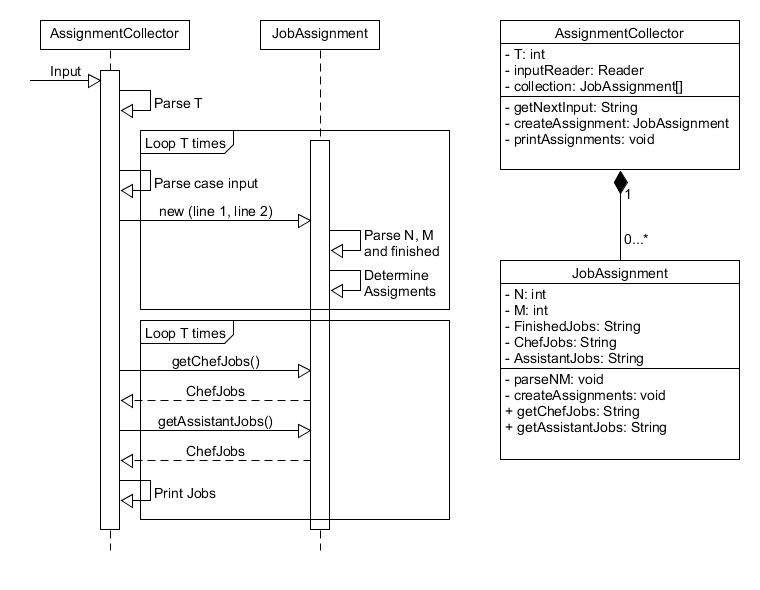 AssignmentCollector
JobAssignment
Input
Parse T
Loop T times
Parse case input
new (line 1, line 2)
Parse N, M
and finished
Determine
Assigments
Loop T times
getChefJobs()
ChefJobs
getAssistantJobs()
ChefJobs
Print Jobs
AssignmentCollector
- T: int
- inputReader: Reader
- collection: JobAssignment[]
- getNextInput: String
- createAssignment: JobAssignment
- printAssignments: void
1
0...*
JobAssignment
- N: int
- M: int
- FinishedJobs: String
- ChefJobs: String
- AssistantJobs: String
- parseNM: void
- createAssignments: void
+ getChefJobs: String
+ getAssistantJobs: String